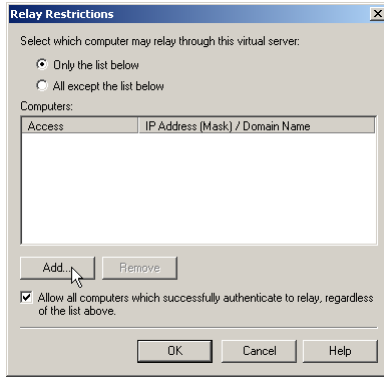 Relay Restrictions
Select which computer may relay through this virtual server:
Only the list below
All except the list below
Computers:
Access IP Address (Mask) / Domain Name
Add... Remove
Allow all computers which successfully authenticate to relay, regardless
of the list above.
OK Cancel Help